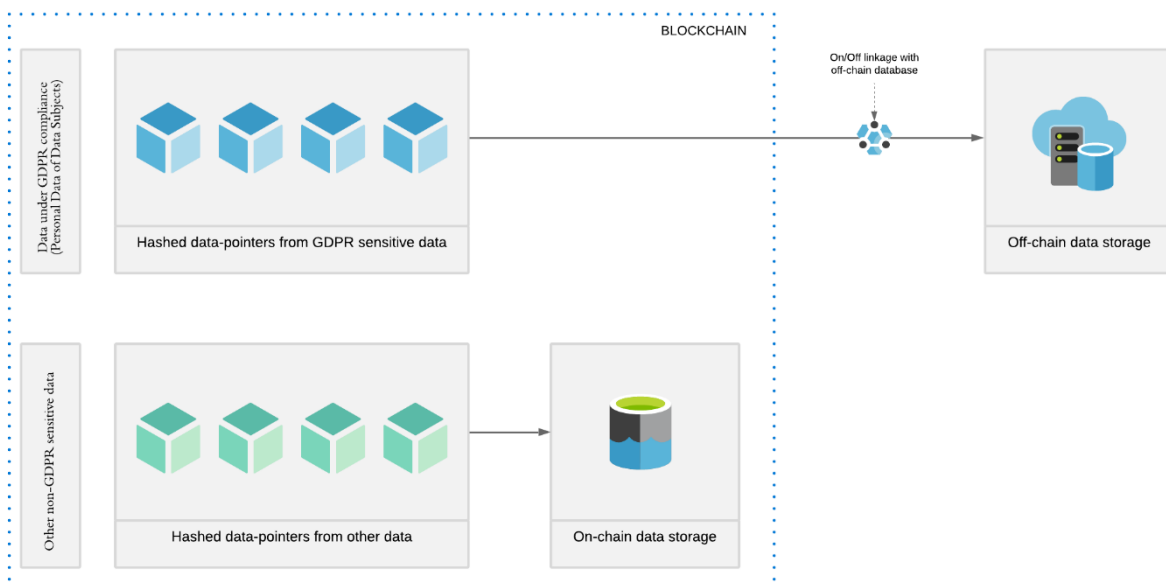 BLOCKCHAIN
Data under GDPR compliance
(Personal Data of Data Subjects)
Hashed data-pointers from GDPR sensitive data
On/Off linkage with
off-chain database
Off-chain data storage
Other non-GDPR sensitive data
Hashed data-pointers from other data
On-chain data storage